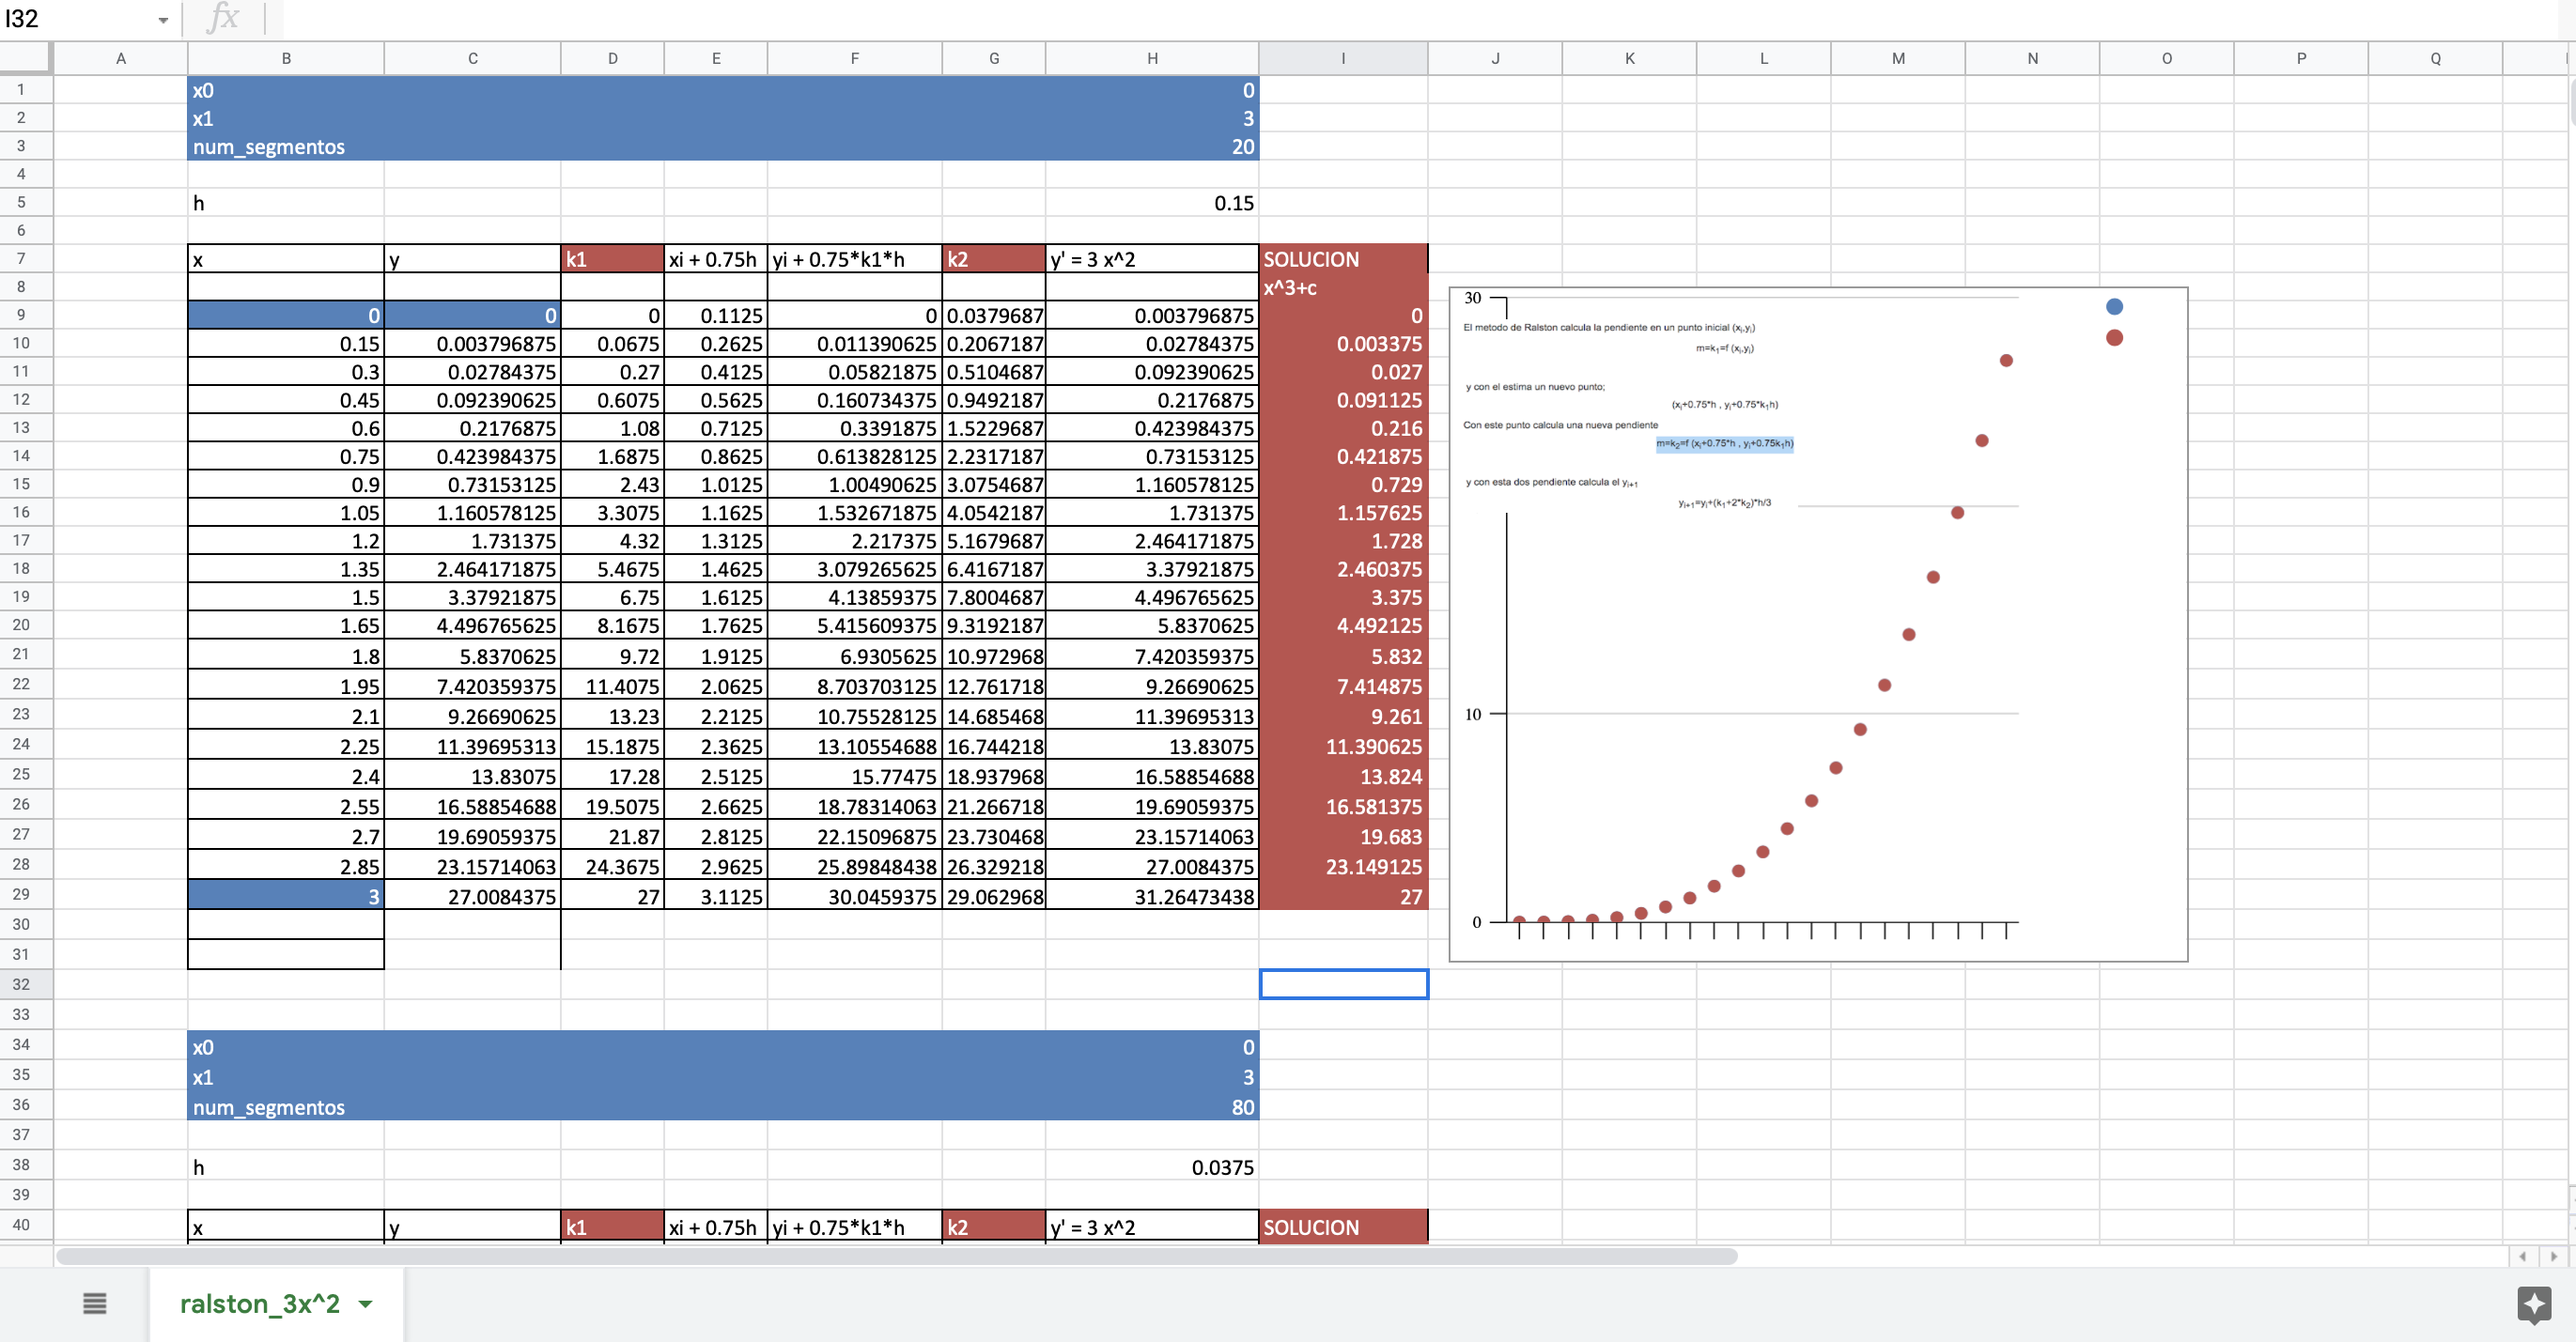 I32 fx
A B C D E F G H I J K L M N O P Q
1 x0 0
2 x1 3
3 num_segmentos 20
4
5 h 0.15
6
7 x y k1 xi + 0.75h yi + 0.75*k1*h k2 y' = 3 x^2 SOLUCION
8 x^3+c
9 0 0 0 0.1125 0 0.0379687 0.003796875 0
10 0.15 0.003796875 0.0675 0.2625 0.011390625 0.2067187 0.02784375 0.003375
11 0.3 0.02784375 0.27 0.4125 0.05821875 0.5104687 0.092390625 0.027
12 0.45 0.092390625 0.6075 0.5625 0.160734375 0.9492187 0.2176875 0.091125
13 0.6 0.2176875 1.08 0.7125 0.3391875 1.5229687 0.423984375 0.216
14 0.75 0.423984375 1.6875 0.8625 0.613828125 2.2317187 0.73153125 0.421875
15 0.9 0.73153125 2.43 1.0125 1.00490625 3.0754687 1.160578125 0.729
16 1.05 1.160578125 3.3075 1.1625 1.532671875 4.0542187 1.731375 1.157625
17 1.2 1.731375 4.32 1.3125 2.217375 5.1679687 2.464171875 1.728
18 1.35 2.464171875 5.4675 1.4625 3.079265625 6.4167187 3.37921875 2.460375
19 1.5 3.37921875 6.75 1.6125 4.13859375 7.8004687 4.496765625 3.375
20 1.65 4.496765625 8.1675 1.7625 5.415609375 9.3192187 5.8370625 4.492125
21 1.8 5.8370625 9.72 1.9125 6.9305625 10.972968 7.420359375 5.832
22 1.95 7.420359375 11.4075 2.0625 8.703703125 12.761718 9.26690625 7.414875
23 2.1 9.26690625 13.23 2.2125 10.75528125 14.685468 11.39695313 9.261
24 2.25 11.39695313 15.1875 2.3625 13.10554688 16.744218 13.83075 11.390625
25 2.4 13.83075 17.28 2.5125 15.77475 18.937968 16.58854688 13.824
26 2.55 16.58854688 19.5075 2.6625 18.78314063 21.266718 19.69059375 16.581375
27 2.7 19.69059375 21.87 2.8125 22.15096875 23.730468 23.15714063 19.683
28 2.85 23.15714063 24.3675 2.9625 25.89848438 26.329218 27.0084375 23.149125
29 3 27.0084375 27 3.1125 30.0459375 29.062968 31.26473438 27
30
31
32
33
34 x0 0
35 x1 3
36 num_segmentos 80
37
38 h 0.0375
39
40 x y k1 xi + 0.75h yi + 0.75*k1*h k2 y' = 3 x^2 SOLUCION
30
El metodo de Ralston calcula la pendiente en un punto inicial (xi,yi)
m=k1=f (xi,yi)
y con el estima un nuevo punto;
(xi+0.75*h , yi+0.75*k1h)
Con este punto calcula una nueva pendiente
m=k2=f (xi+0.75*h , yi+0.75k1h)
y con esta dos pendiente calcula el yi+1
yi+1=yi+(k1+2*k2)*h/3
10
0
ralston_3x^2